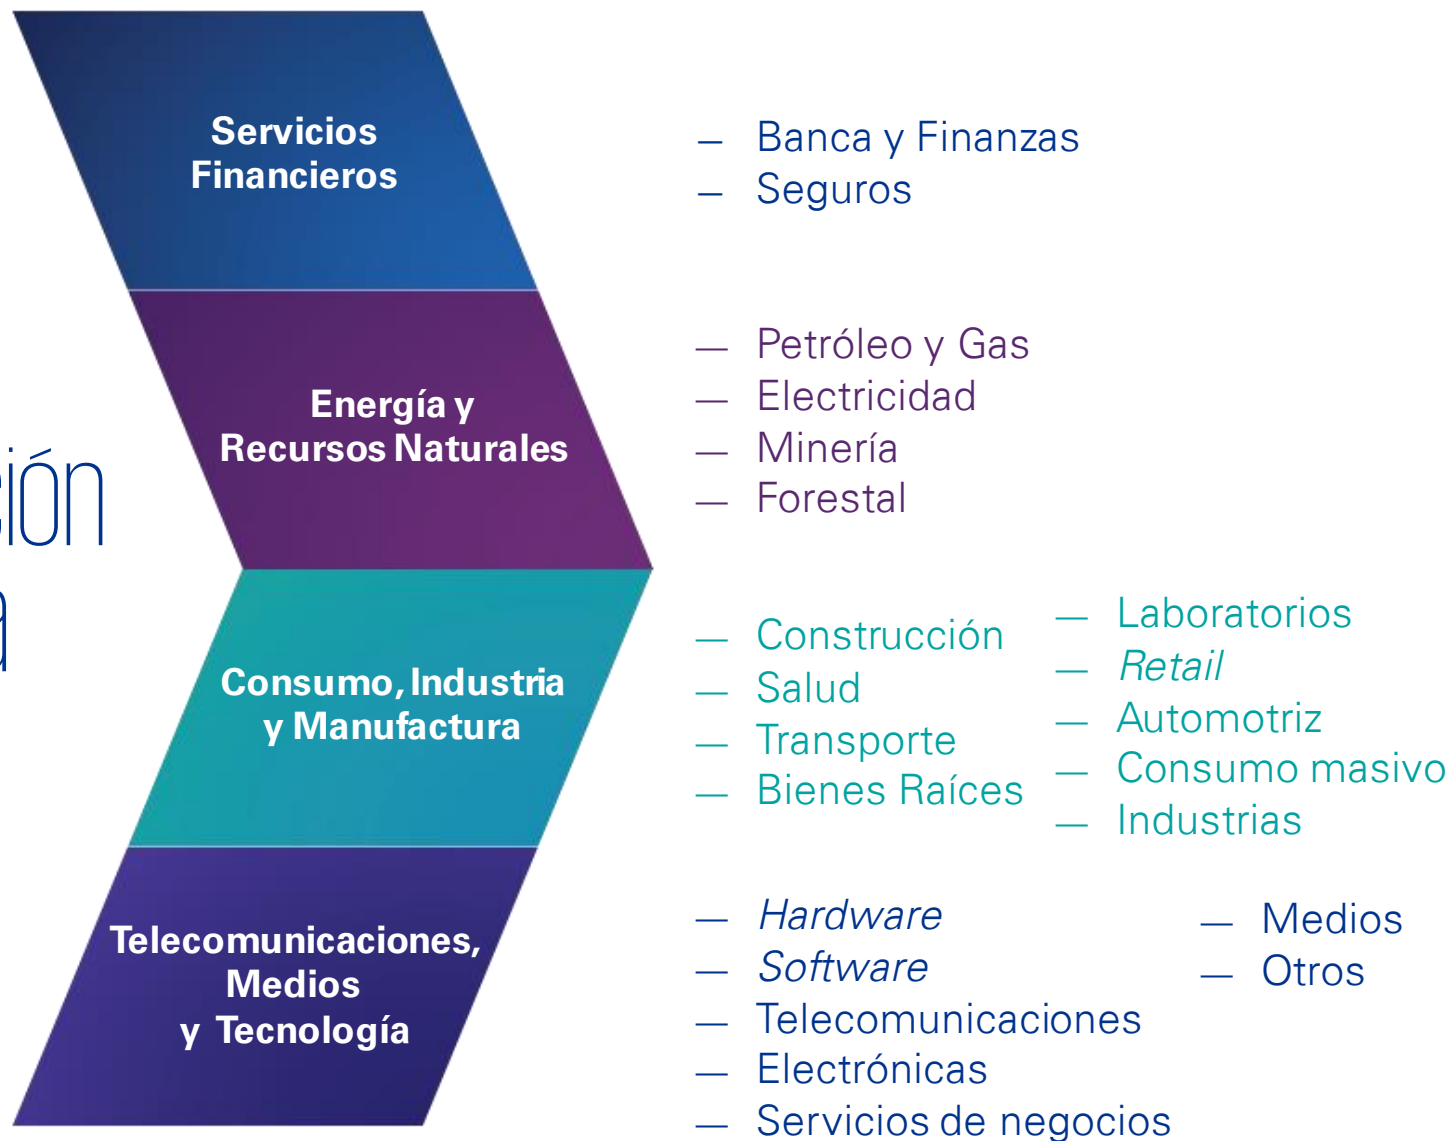 Servicios
Financieros
— Banca y Finanzas
— Seguros
Energía y
Recursos Naturales
— Petróleo y Gas
— Electricidad
— Minería
— Forestal
Consumo, Industria
y Manufactura
— Construcción
— Salud
— Transporte
— Bienes Raíces
— Laboratorios
— Retail
— Automotriz
— Consumo masivo
— Industrias
Telecomunicaciones,
Medios
y Tecnología
— Hardware
— Software
— Telecomunicaciones
— Electrónicas
— Servicios de negocios
— Medios
— Otros